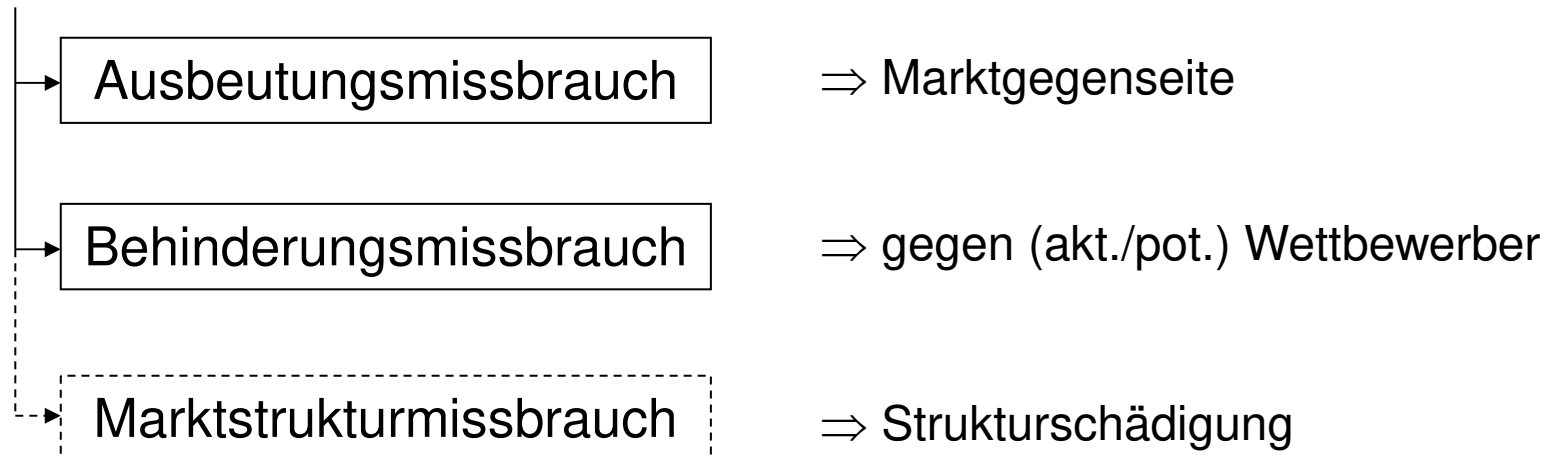 Ausbeutungsmissbrauch ⇒ Marktgegenseite
Behinderungsmissbrauch ⇒ gegen (akt./pot.) Wettbewerber
Marktstrukturmissbrauch ⇒ Strukturschädigung